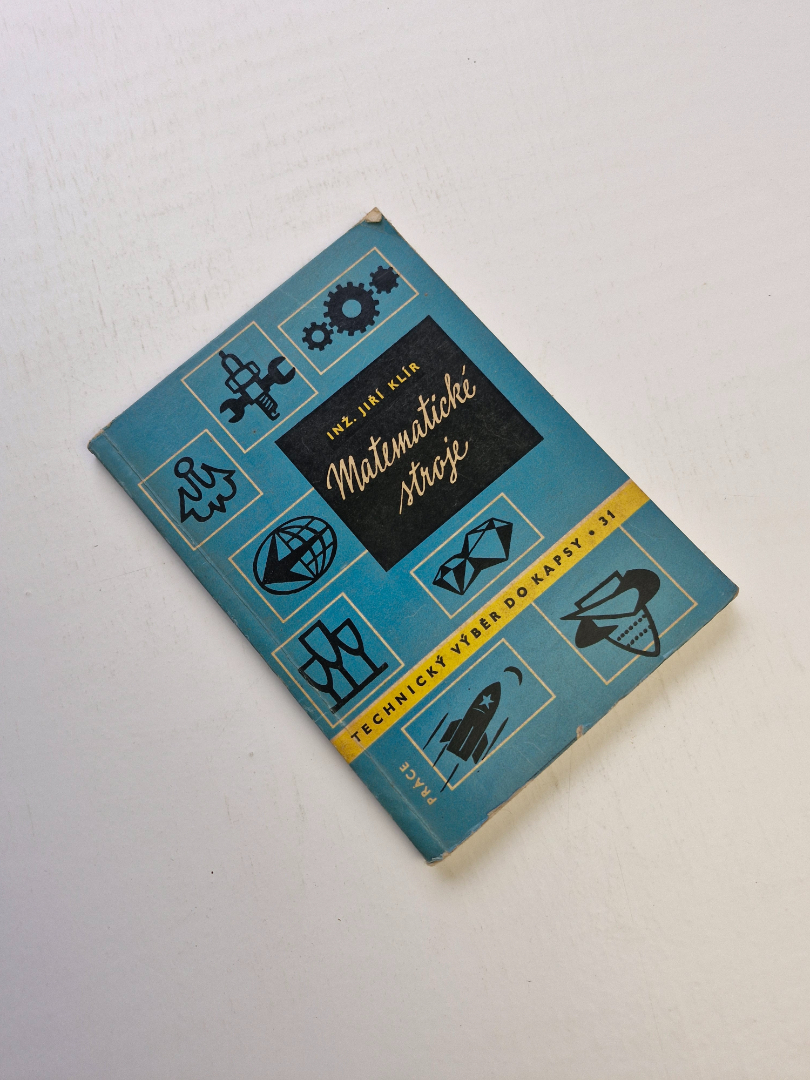 INŽ. JIŘÍ KLÍR
Matematické
stroje
TECHNICKÝ VÝBĚR DO KAPSY • 31
PRÁCE